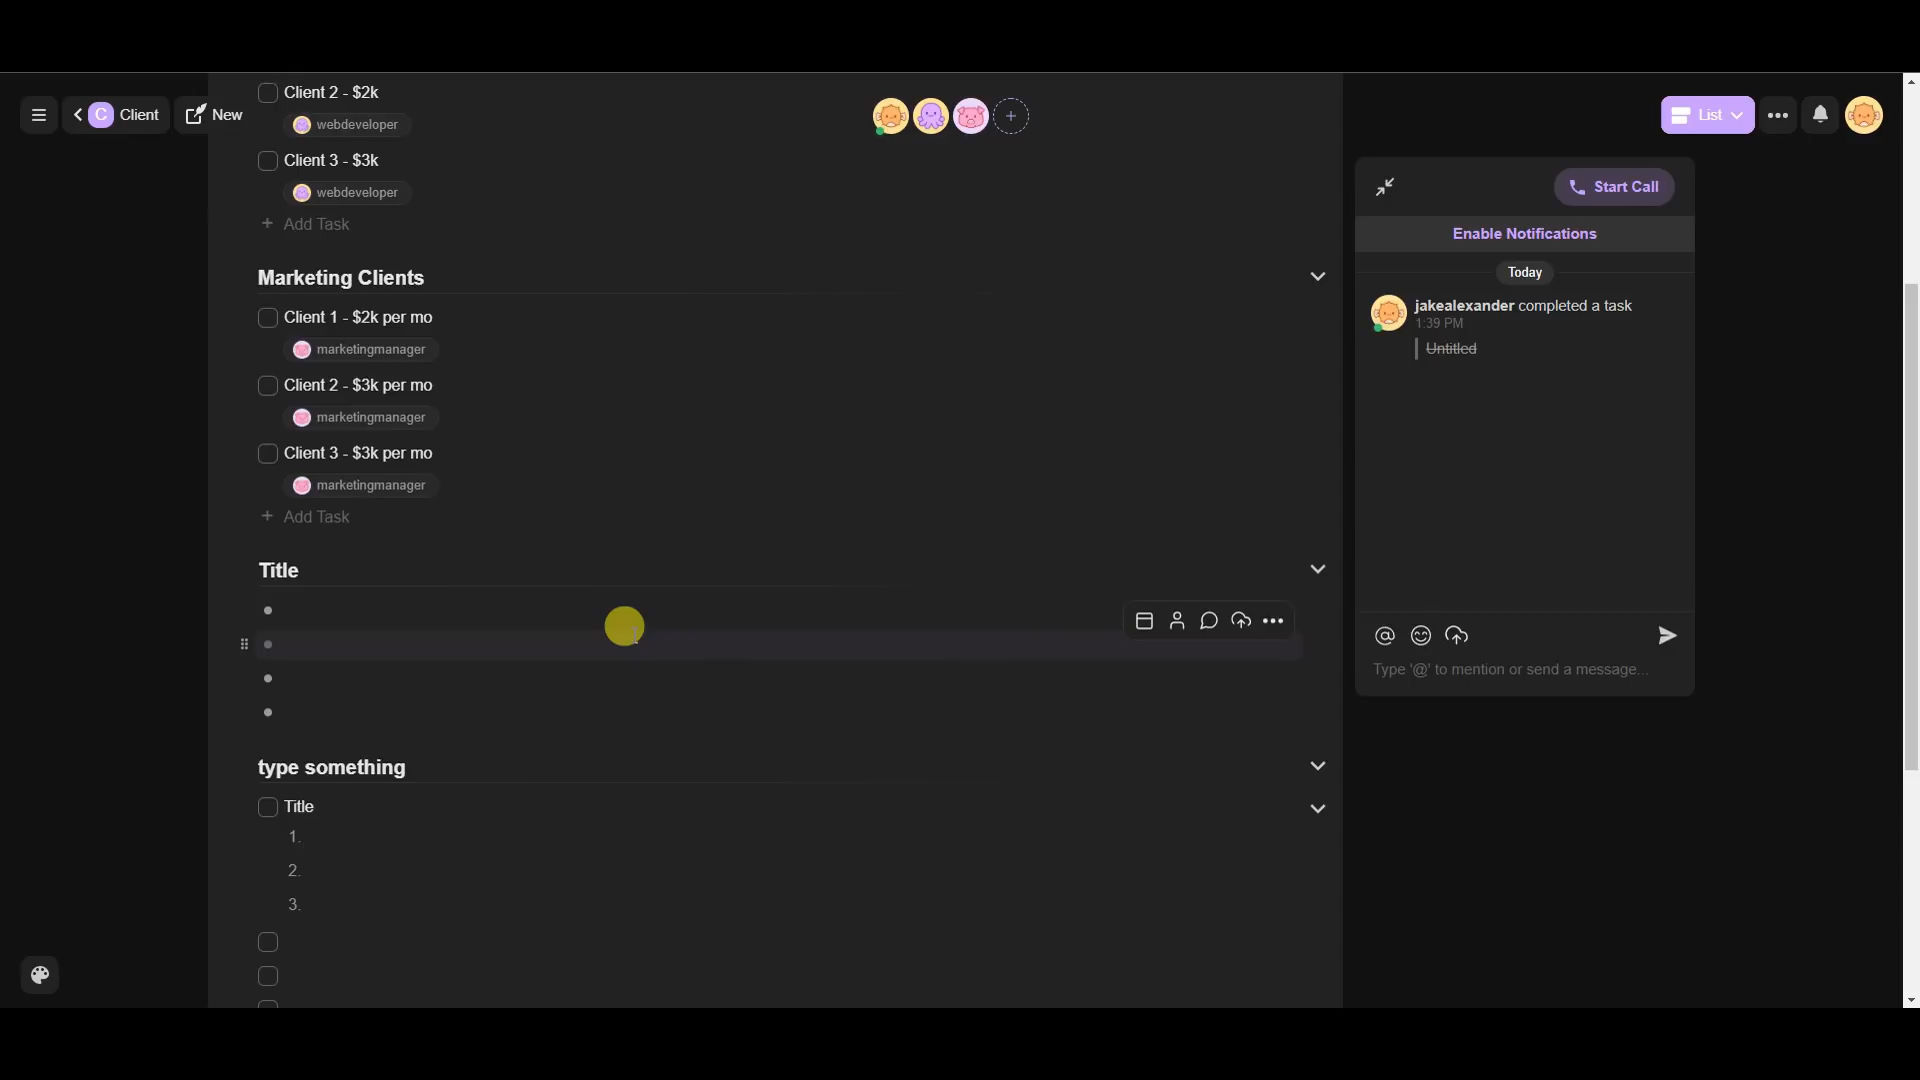 Client 2 - $2k
C Client
New
List
webdeveloper
Client 3 - $3k
webdeveloper
+ Add Task
Start Call
Enable Notifications
Today
Marketing Clients
jakealexander completed a task
1:39 PM
Untitled
Client 1 - $2k per mo
marketingmanager
Client 2 - $3k per mo
marketingmanager
Client 3 - $3k per mo
marketingmanager
+ Add Task
Title
Type '@' to mention or send a message...
type something
Title
1.
2.
3.